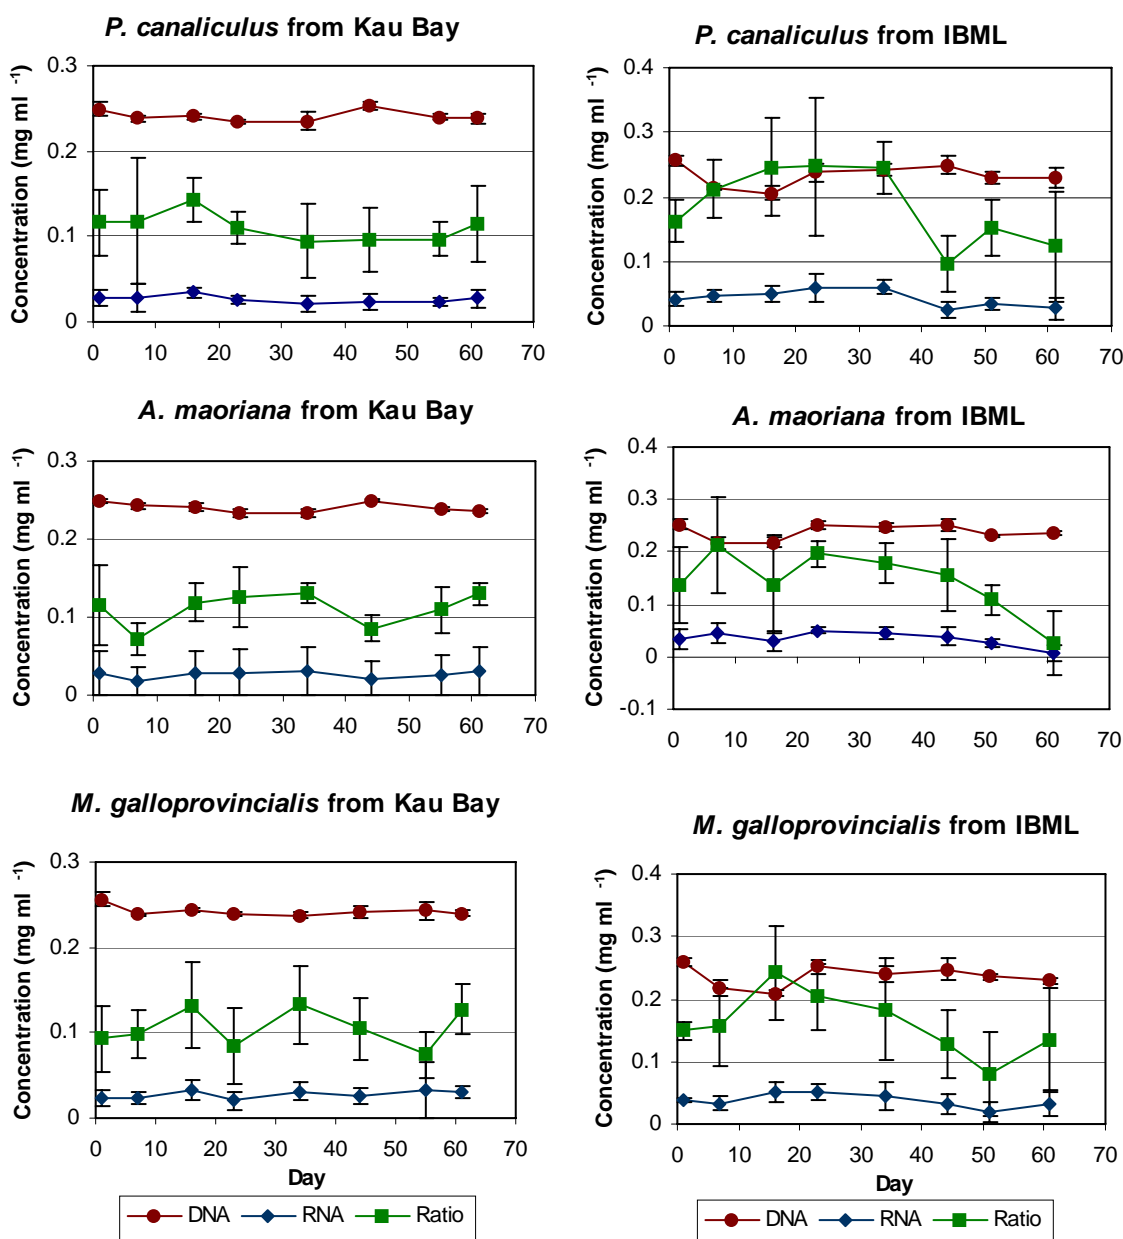 P. canaliculus from Kau Bay
Concentration (mg ml -1)
0.3
0.2
0.1
0
0 10 20 30 40 50 60 70
P. canaliculus from IBML
Concentration (mg ml -1)
0.4
0.3
0.2
0.1
0
0 10 20 30 40 50 60 70
A. maoriana from Kau Bay
Concentration (mg ml -1)
0.3
0.2
0.1
0
0 10 20 30 40 50 60 70
A. maoriana from IBML
Concentration (mg ml -1)
0.4
0.3
0.2
0.1
0
-0.1
0 10 20 30 40 50 60 70
M. galloprovincialis from Kau Bay
Concentration (mg ml -1)
0.3
0.2
0.1
0
0 10 20 30 40 50 60 70
Day
DNA RNA Ratio
M. galloprovincialis from IBML
Concentration (mg ml -1)
0.4
0.3
0.2
0.1
0
0 10 20 30 40 50 60 70
Day
DNA RNA Ratio